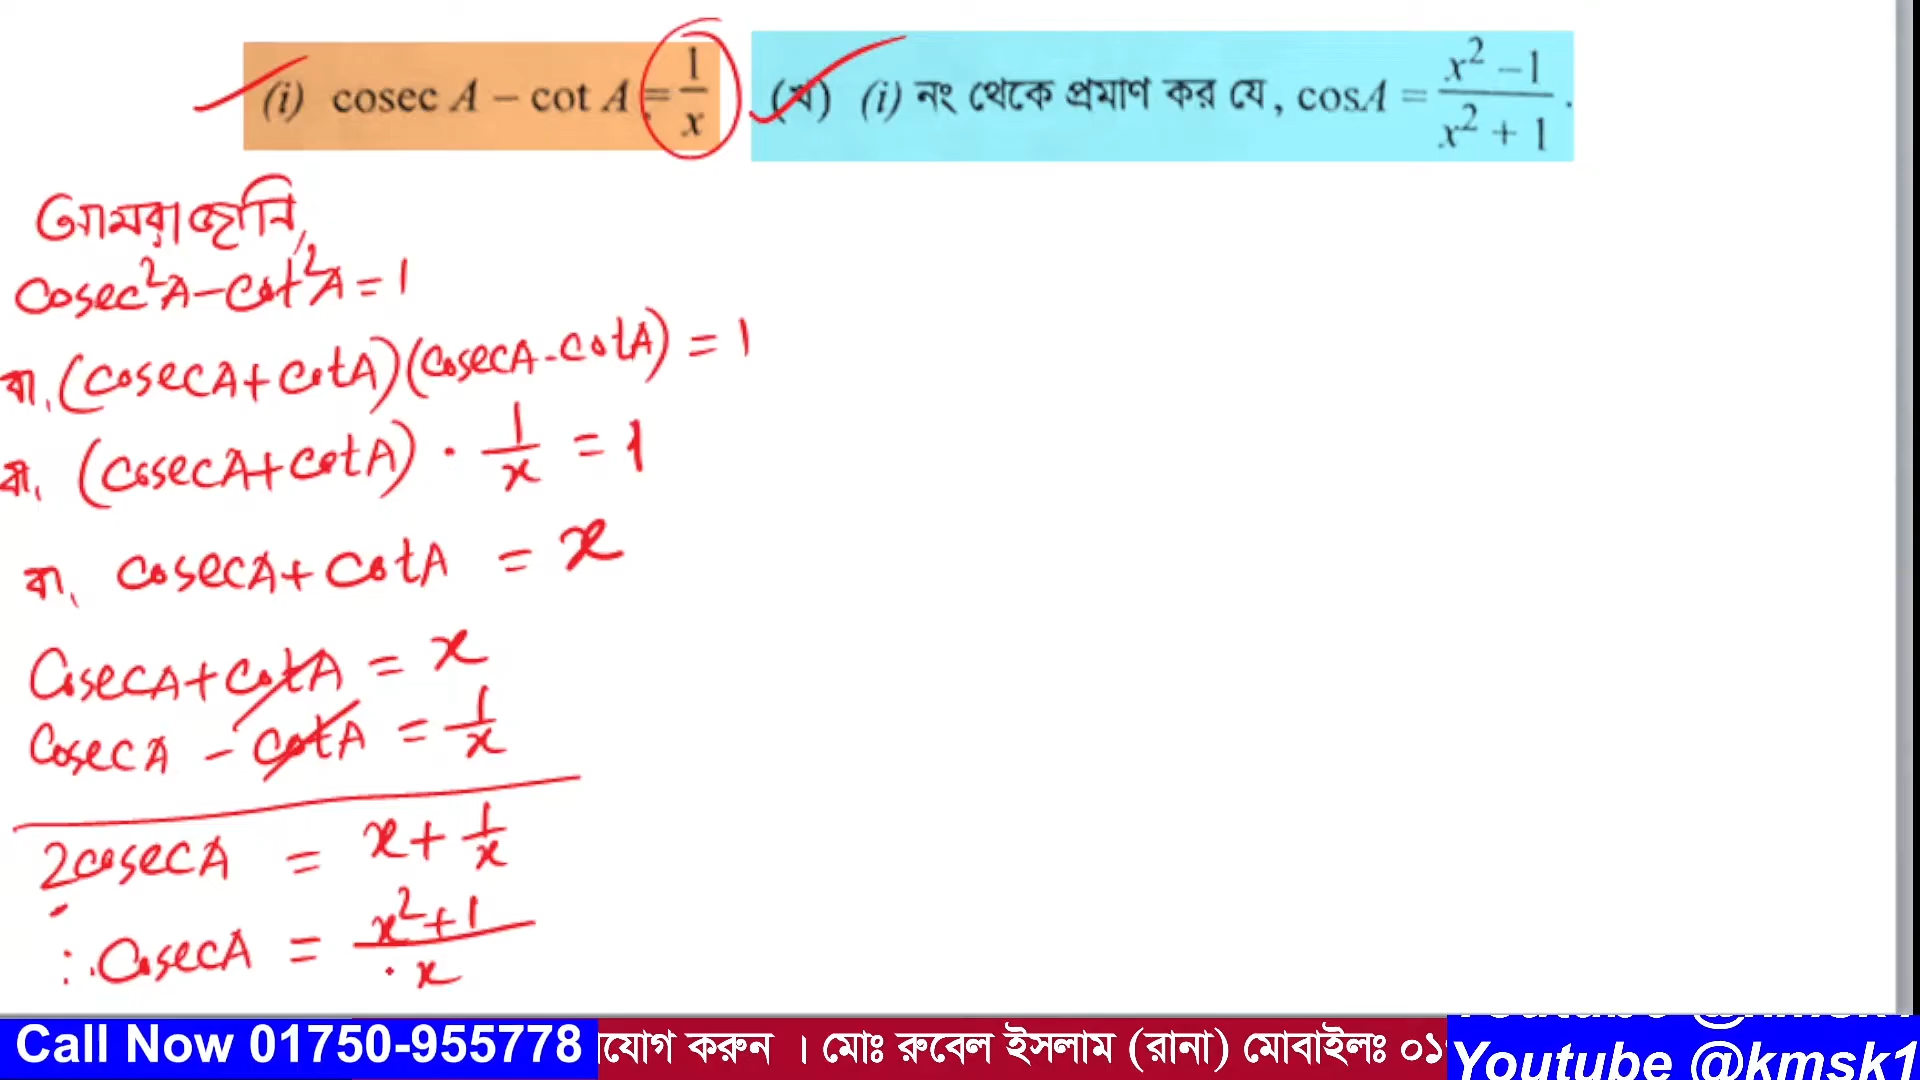 (i) cosec A – cot A = 1/x
(খ) (i) নং থেকে প্রমাণ কর যে, cosA = (x² – 1)/(x² + 1).
আমরা জানি,
cosec²A – cot²A = 1
বা, (cosecA + cotA)(cosecA - cotA) = 1
বা, (cosecA + cotA) · 1/x = 1
বা, cosecA + cotA = x
cosecA + cotA = x
cosecA – cotA = 1/x
2cosecA = x + 1/x
∴ cosecA = (x² + 1)/x
Call Now 01750-955778
যোগ করুন । মোঃ রুবেল ইসলাম (রানা) মোবাইলঃ ০১
Youtube @kmsk1